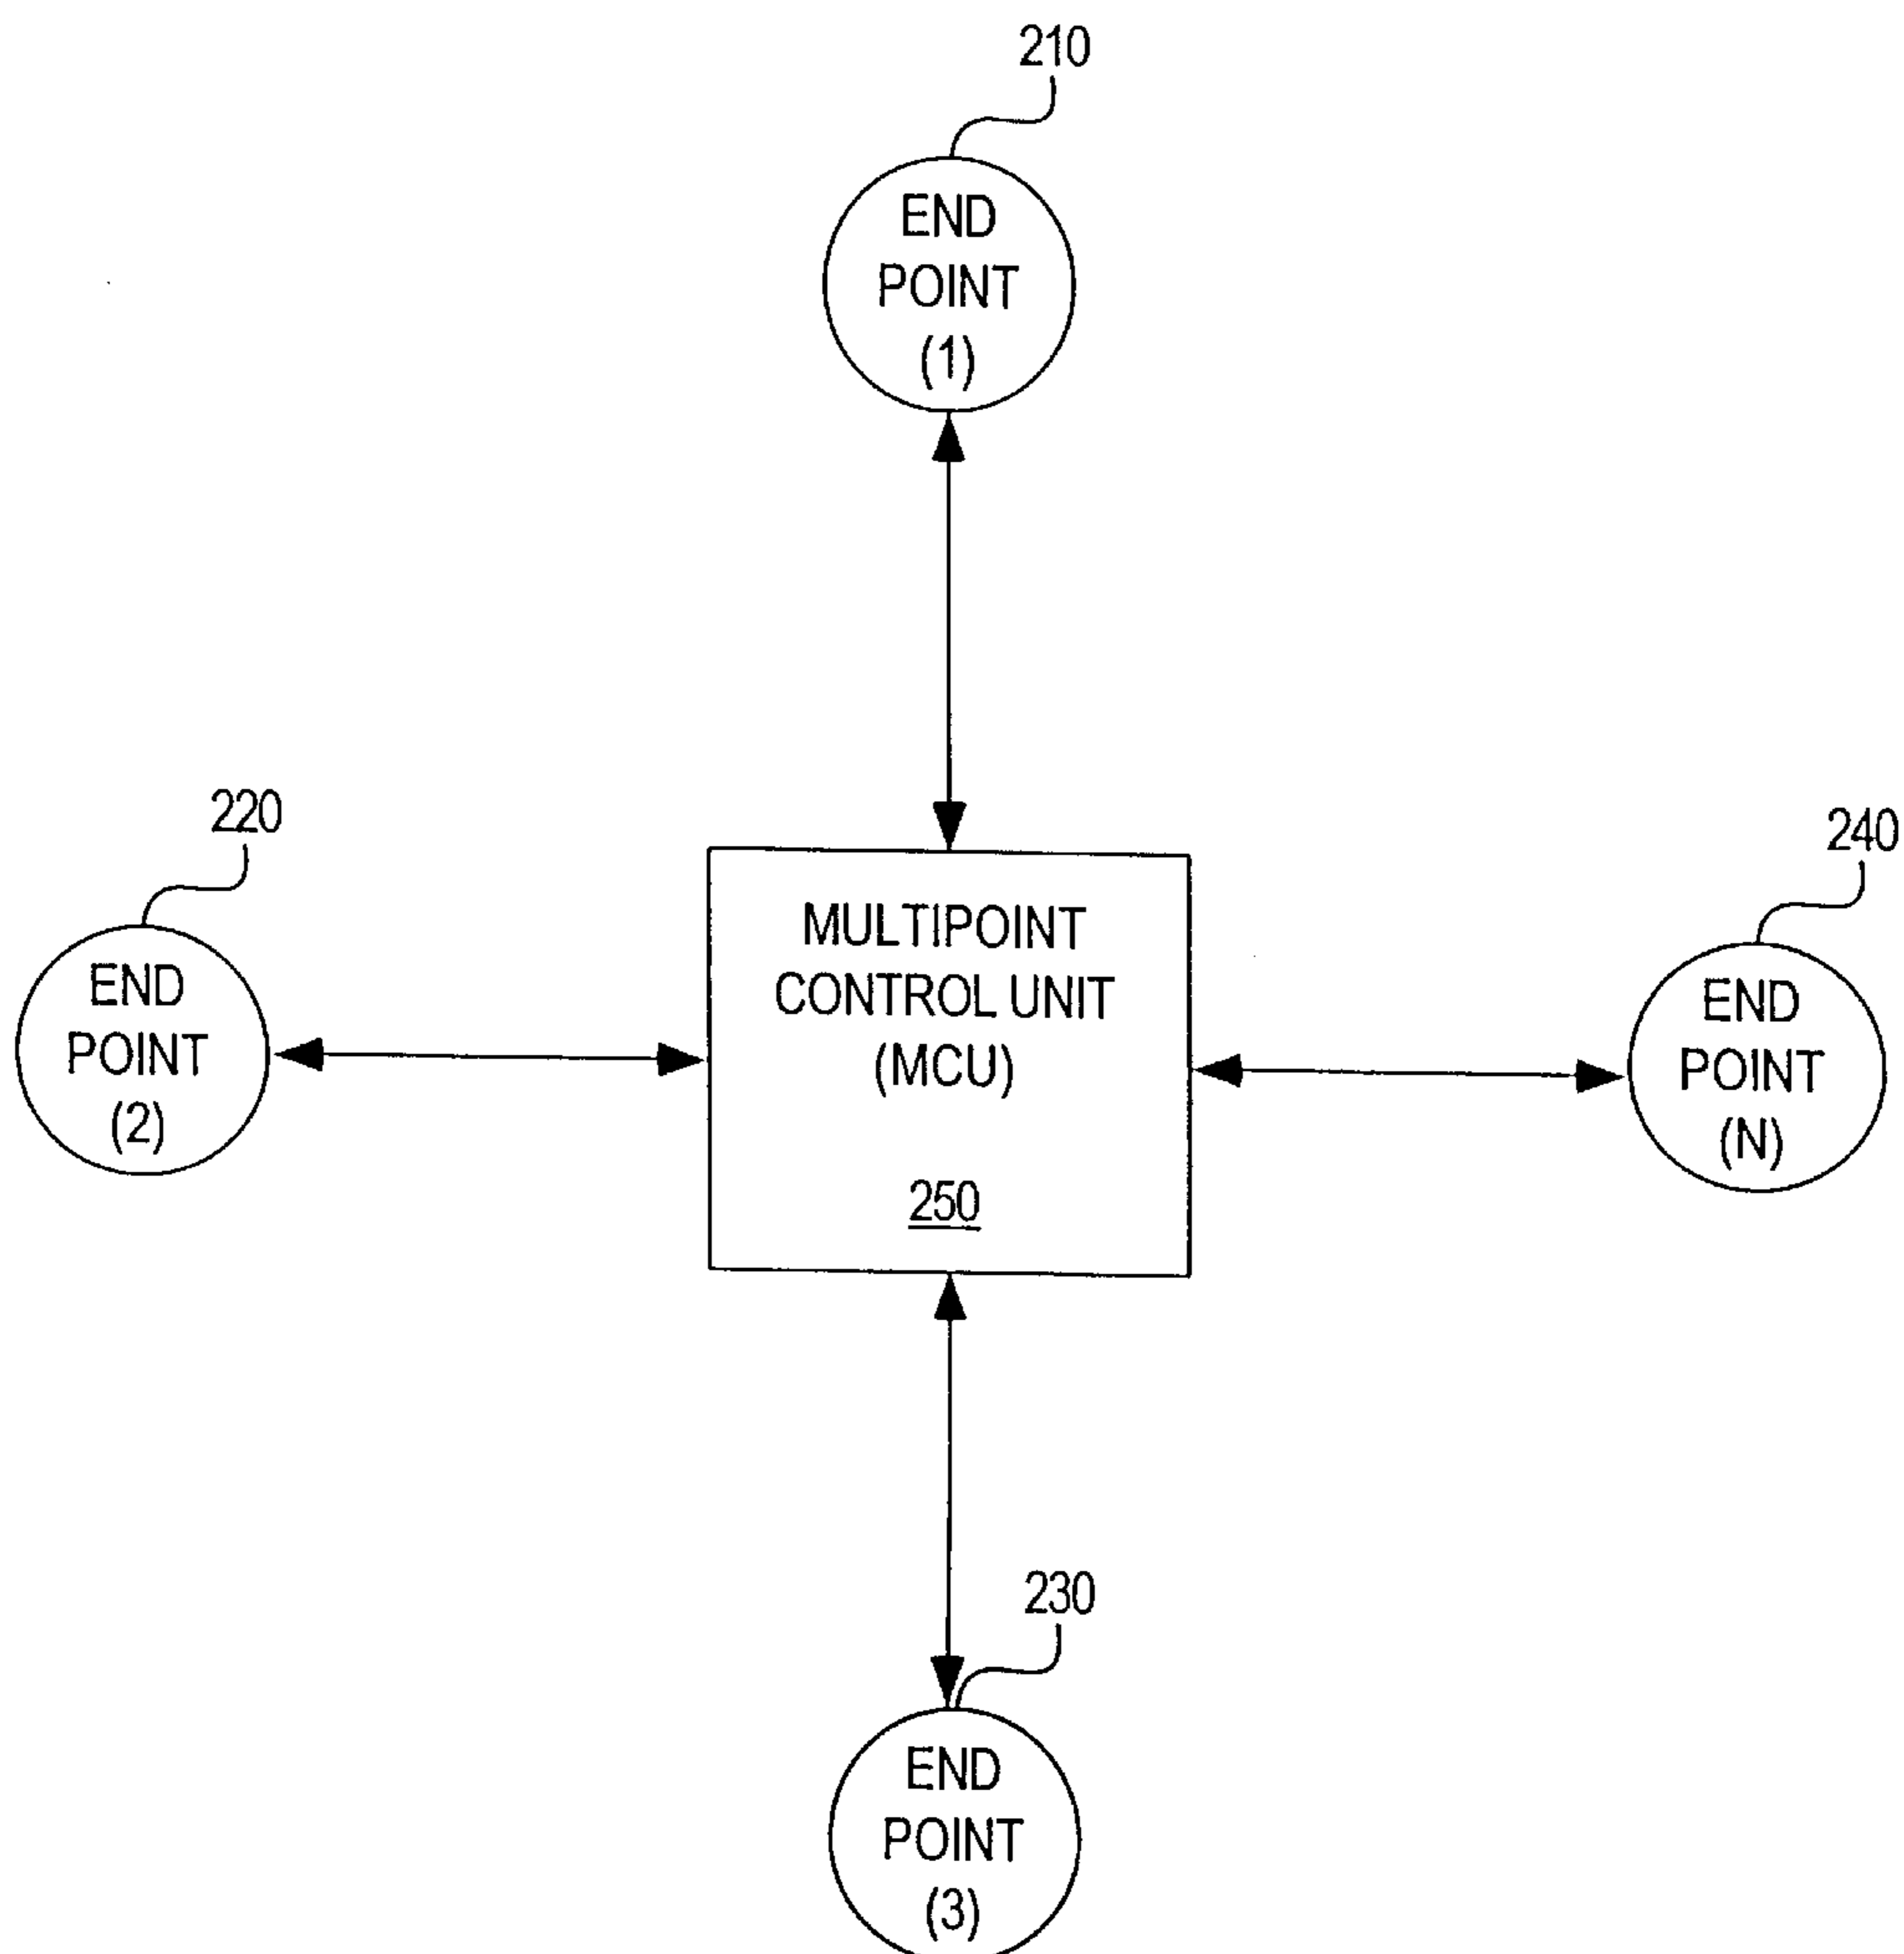 210
END
POINT
(1)
220
END
POINT
(2)
MULTIPOINT
CONTROL UNIT
(MCU)
250
240
END
POINT
(N)
230
END
POINT
(3)